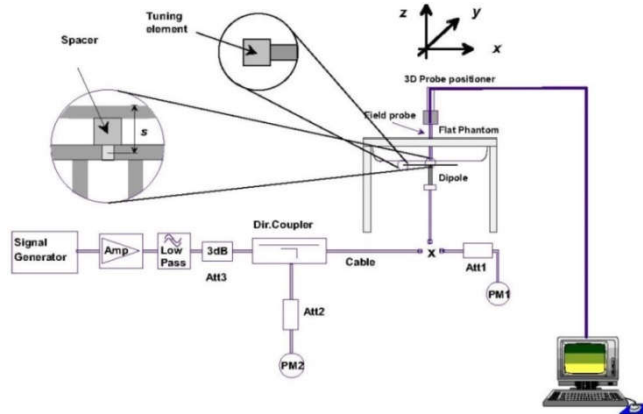 Tuning
element
Spacer
s
z
y
x
3D Probe positioner
Field probe
Flat Phantom
Dipole
Signal
Generator
Amp
Low
Pass
3dB
Att3
Dir.Coupler
Cable
x
Att1
PM1
Att2
PM2